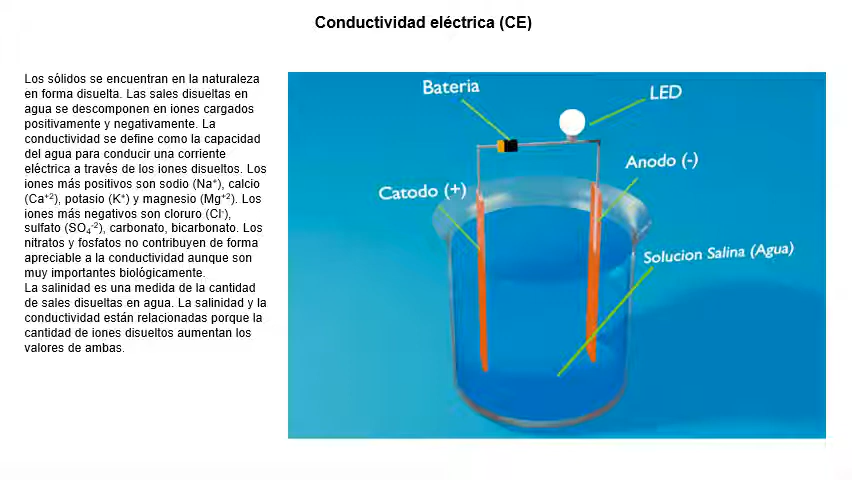 Conductividad eléctrica (CE)
Los sólidos se encuentran en la naturaleza
en forma disuelta. Las sales disueltas en
agua se descomponen en iones cargados
positivamente y negativamente. La
conductividad se define como la capacidad
del agua para conducir una corriente
eléctrica a través de los iones disueltos. Los
iones más positivos son sodio (Na⁺), calcio
(Ca⁺²), potasio (K⁺) y magnesio (Mg⁺²). Los
iones más negativos son cloruro (Cl⁻),
sulfato (SO₄⁻²), carbonato, bicarbonato. Los
nitratos y fosfatos no contribuyen de forma
apreciable a la conductividad aunque son
muy importantes biológicamente.
La salinidad es una medida de la cantidad
de sales disueltas en agua. La salinidad y la
conductividad están relacionadas porque la
cantidad de iones disueltos aumentan los
valores de ambas.
Bateria
LED
Anodo (-)
Catodo (+)
Solucion Salina (Agua)